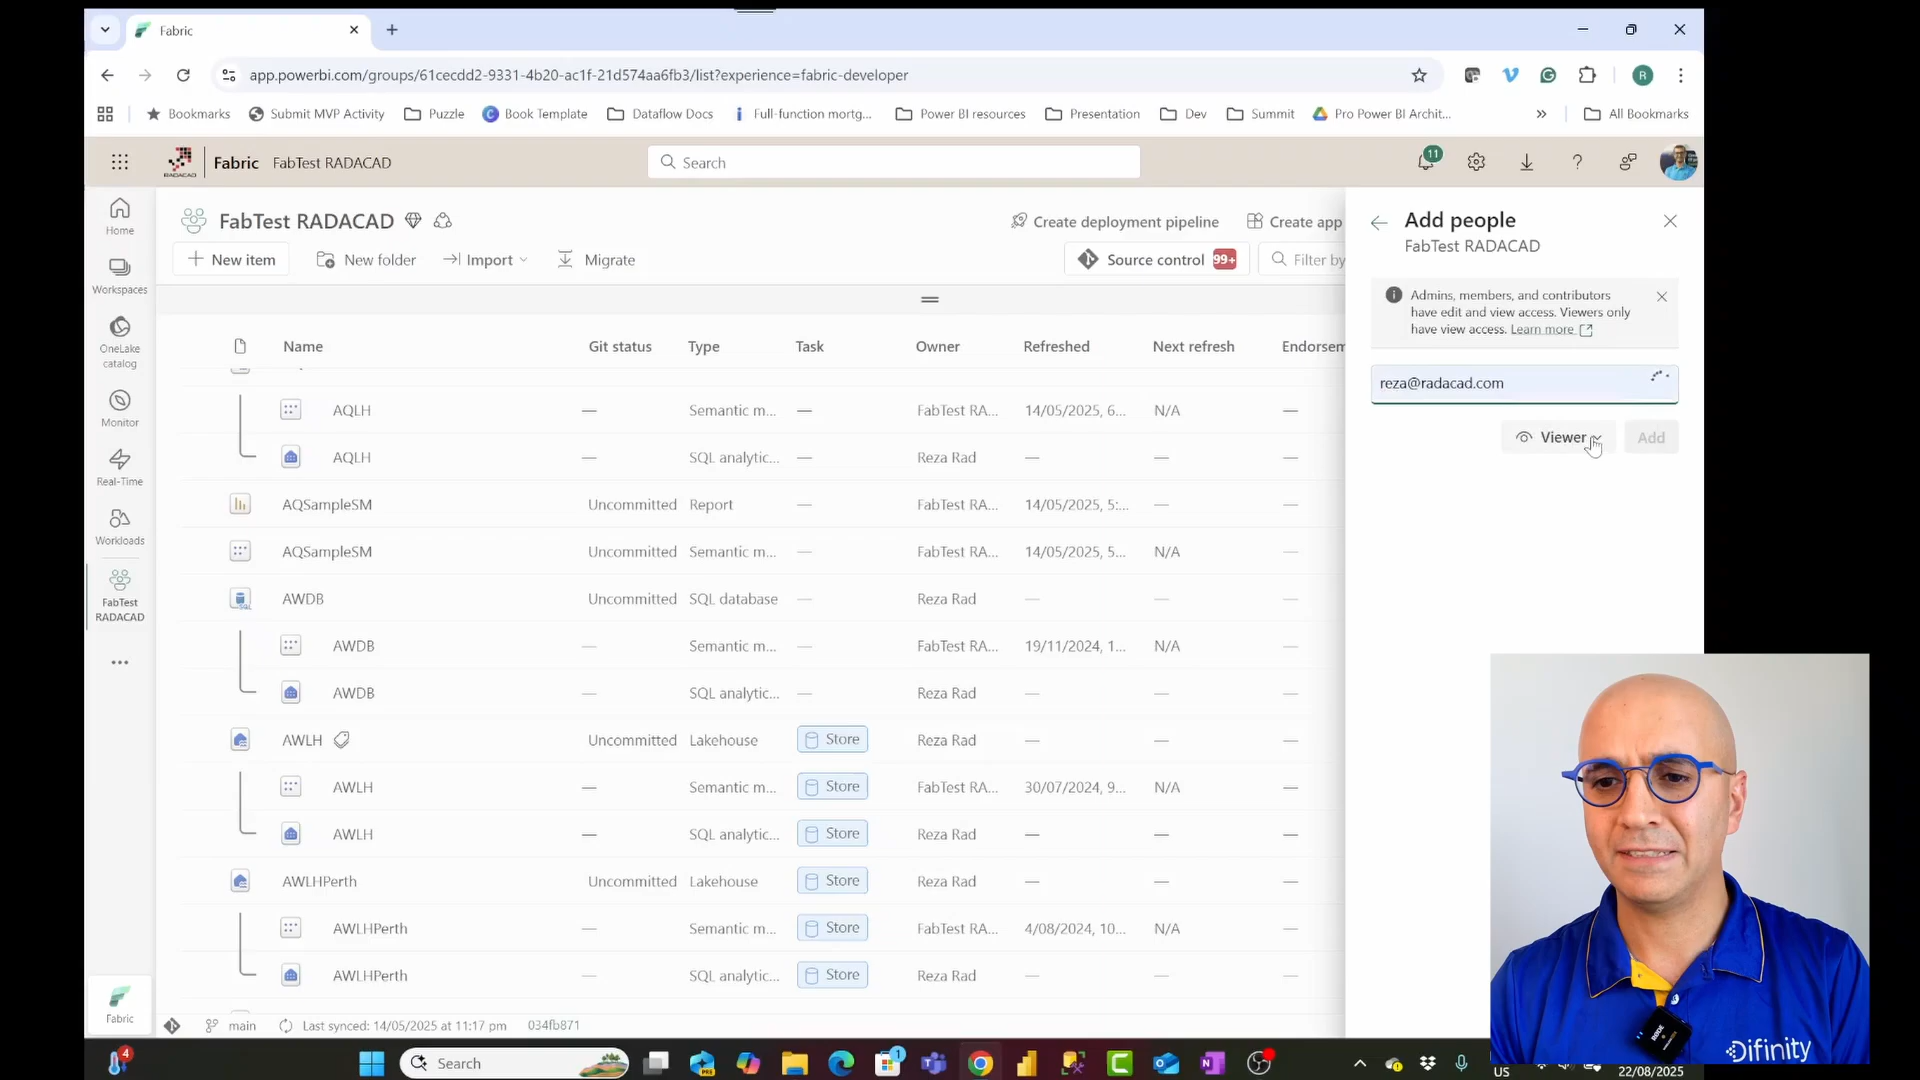 Fabric
app.powerbi.com/groups/61cecdd2-9331-4b20-ac1f-21d574aa6fb3/list?experience=fabric-developer
R
Bookmarks Submit MVP Activity Puzzle Book Template Dataflow Docs Full-function mortg... Power BI resources Presentation Dev Summit Pro Power BI Archit... » All Bookmarks
RADACAD Fabric FabTest RADACAD Search 11 ?
FabTest RADACAD Create deployment pipeline Create app
New item New folder Import Migrate Source control 99+ Filter by
Home
Workspaces
OneLake
catalog
Monitor
Real-Time
Workloads
FabTest
RADACAD
Fabric
Name Git status Type Task Owner Refreshed Next refresh Endorsem
AQLH — Semantic m... — FabTest RA... 14/05/2025, 6... N/A —
AQLH — SQL analytic... — Reza Rad — — —
AQSampleSM Uncommitted Report — FabTest RA... 14/05/2025, 5:... — —
AQSampleSM Uncommitted Semantic m... — FabTest RA... 14/05/2025, 5... N/A —
AWDB Uncommitted SQL database — Reza Rad — — —
AWDB — Semantic m... — FabTest RA... 19/11/2024, 1... N/A —
AWDB — SQL analytic... — Reza Rad — — —
AWLH Uncommitted Lakehouse Store Reza Rad — — —
AWLH — Semantic m... Store FabTest RA... 30/07/2024, 9... N/A —
AWLH — SQL analytic... Store Reza Rad — — —
AWLHPerth Uncommitted Lakehouse Store Reza Rad — — —
AWLHPerth — Semantic m... Store FabTest RA... 4/08/2024, 10... N/A —
AWLHPerth — SQL analytic... Store Reza Rad — — —
main Last synced: 14/05/2025 at 11:17 pm 034fb871
Add people
FabTest RADACAD
Admins, members, and contributors
have edit and view access. Viewers only
have view access. Learn more
reza@radacad.com
Viewer Add
Difinity
4 Search PRE 1 US 22/08/2025